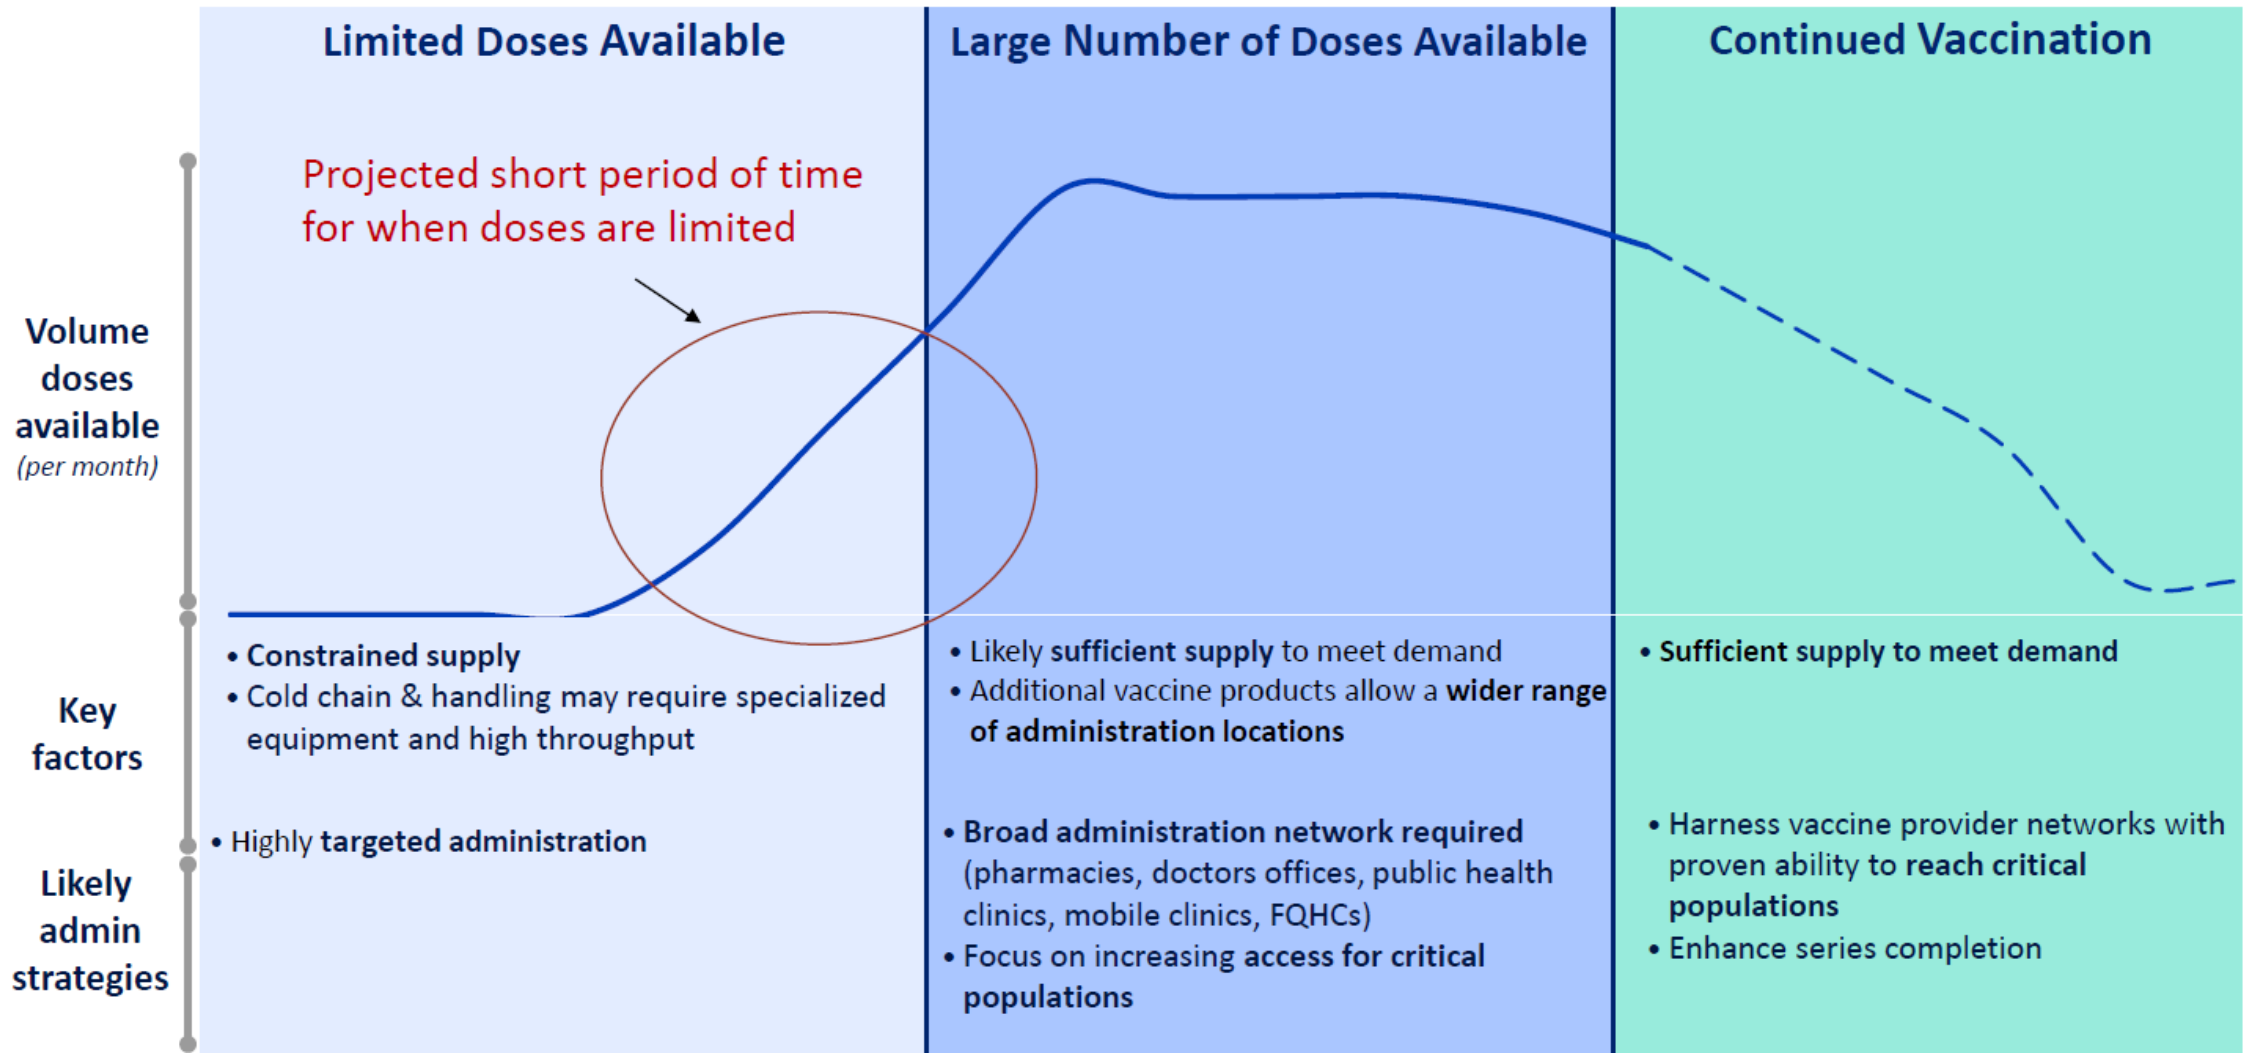 Limited Doses Available
Large Number of Doses Available
Continued Vaccination
Projected short period of time
for when doses are limited
Volume
doses
available
(per month)
Key
factors
• Constrained supply
• Cold chain & handling may require specialized
equipment and high throughput
• Likely sufficient supply to meet demand
• Additional vaccine products allow a wider range
of administration locations
• Sufficient supply to meet demand
Likely
admin
strategies
• Highly targeted administration
• Broad administration network required
(pharmacies, doctors offices, public health
clinics, mobile clinics, FQHCs)
• Focus on increasing access for critical
populations
• Harness vaccine provider networks with
proven ability to reach critical
populations
• Enhance series completion